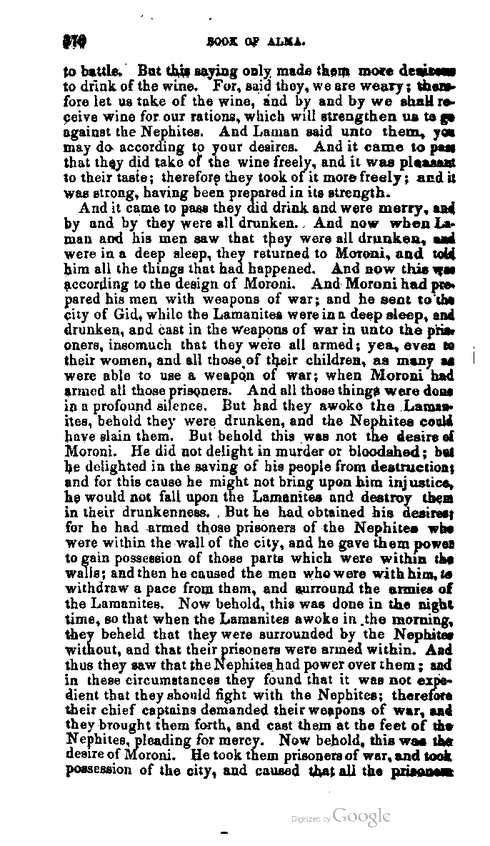 370 BOOK OF ALMA.
to battle. But this saying only made them more desirous
to drink of the wine. For, said they, we are weary; there-
fore let us take of the wine, and by and by we shall re-
ceive wine for our rations, which will strengthen us to go
against the Nephites. And Laman said unto them, you
may do according to your desires. And it came to pass
that they did take of the wine freely, and it was pleasant
to their taste; therefore they took of it more freely; and it
was strong, having been prepared in its strength.
And it came to pass they did drink and were merry, and
by and by they were all drunken. And now when La-
man and his men saw that they were all drunken, and
were in a deep sleep, they returned to Moroni, and told
him all the things that had happened. And now this was
according to the design of Moroni. And Moroni had pre-
pared his men with weapons of war; and he sent to the
city of Gid, while the Lamanites were in a deep sleep, and
drunken, and cast in the weapons of war in unto the pris-
oners, insomuch that they were all armed; yea, even to
their women, and all those of their children, as many as
were able to use a weapon of war; when Moroni had
armed all those prisoners. And all those things were done
in a profound silence. But had they awoke the Laman-
ites, behold they were drunken, and the Nephites could
have slain them. But behold this was not the desire of
Moroni. He did not delight in murder or bloodshed; but
he delighted in the saving of his people from destruction;
and for this cause he might not bring upon him injustice,
he would not fall upon the Lamanites and destroy them
in their drunkenness. But he had obtained his desires;
for he had armed those prisoners of the Nephites who
were within the wall of the city, and he gave them power
to gain possession of those parts which were within the
walls; and then he caused the men who were with him, to
withdraw a pace from them, and surround the armies of
the Lamanites. Now behold, this was done in the night
time, so that when the Lamanites awoke in the morning,
they beheld that they were surrounded by the Nephites
without, and that their prisoners were armed within. And
thus they saw that the Nephites had power over them; and
in these circumstances they found that it was not expe-
dient that they should fight with the Nephites; therefore
their chief captains demanded their weapons of war, and
they brought them forth, and cast them at the feet of the
Nephites, pleading for mercy. Now behold, this was the
desire of Moroni. He took them prisoners of war, and took
possession of the city, and caused that all the prisoners
Digitized by Google